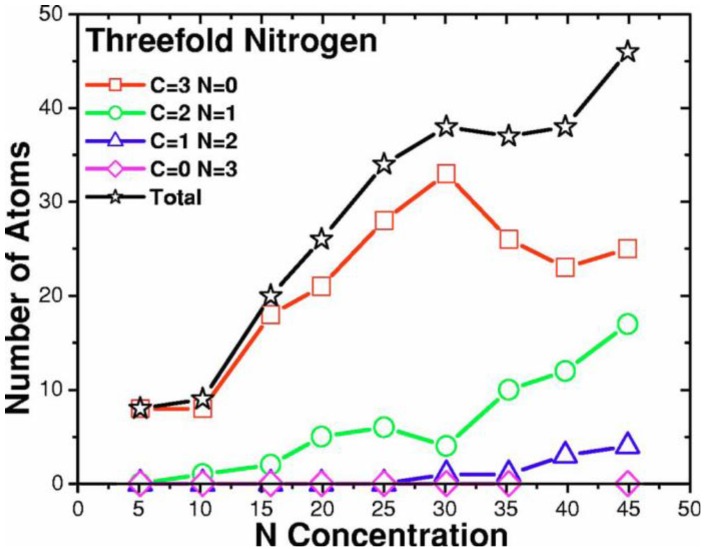 Threefold Nitrogen
C=3 N=0
C=2 N=1
C=1 N=2
C=0 N=3
Total
Number of Atoms
50
40
30
20
10
0
0 5 10 15 20 25 30 35 40 45 50
N Concentration